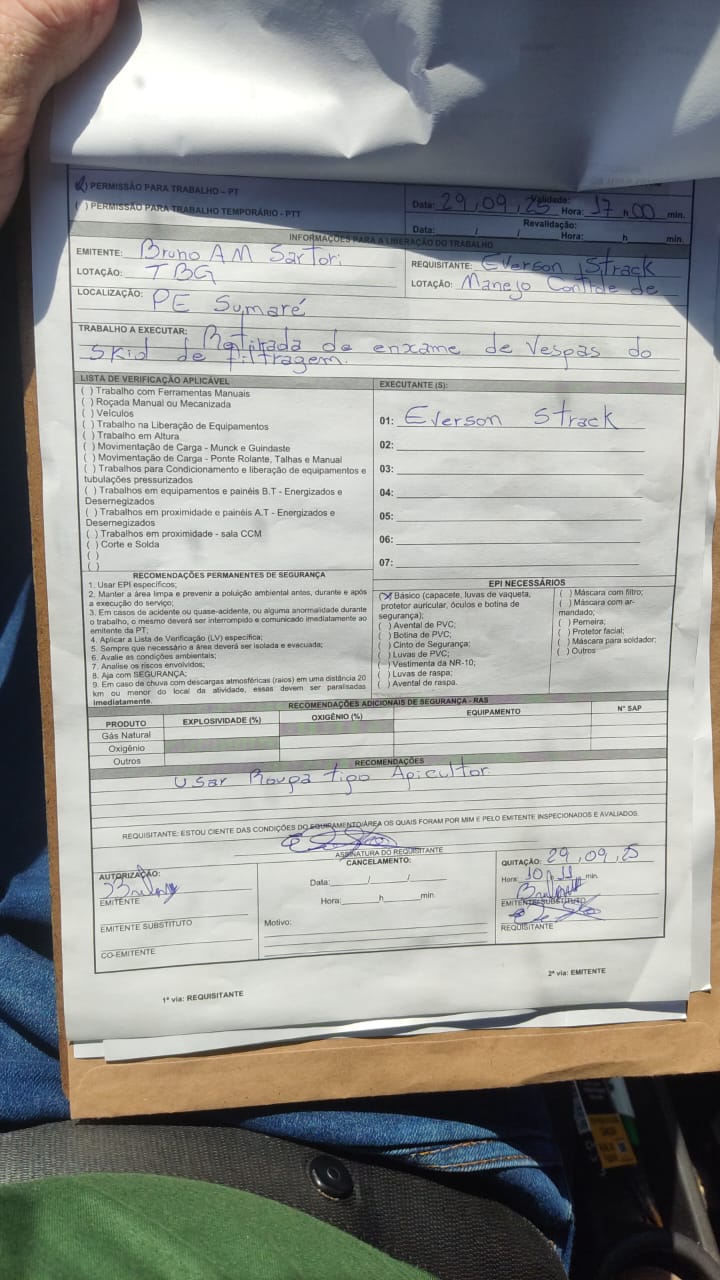 (X) PERMISSÃO PARA TRABALHO – PT
( ) PERMISSÃO PARA TRABALHO TEMPORÁRIO - PTT
Validade:
Data: 29, 09, 25 Hora: 17 h 00 min.
Revalidação:
Data: / / Hora: h min.
INFORMAÇÕES PARA A LIBERAÇÃO DO TRABALHO
EMITENTE: Bruno AM Sartori
LOTAÇÃO: TBG
REQUISITANTE: Everson Strack
LOTAÇÃO: Manejo de
LOCALIZAÇÃO: PE Sumaré
TRABALHO A EXECUTAR: Retirada de enxame de Vespas do
skid de filtragem.
LISTA DE VERIFICAÇÃO APLICÁVEL
( ) Trabalho com Ferramentas Manuais
( ) Roçada Manual ou Mecanizada
( ) Veículos
( ) Trabalho na Liberação de Equipamentos
( ) Trabalho em Altura
( ) Movimentação de Carga - Munck e Guindaste
( ) Movimentação de Carga - Ponte Rolante, Talhas e Manual
( ) Trabalhos para Condicionamento e liberação de equipamentos e
tubulações pressurizados
( ) Trabalhos em equipamentos e painéis B.T - Energizados e
Desernegizados
( ) Trabalhos em proximidade e painéis A.T - Energizados e
Desernegizados
( ) Trabalhos em proximidade - sala CCM
( ) Corte e Solda
( )
( )
EXECUTANTE (S):
01: Everson Strack
02:
03:
04:
05:
06:
07:
RECOMENDAÇÕES PERMANENTES DE SEGURANÇA
1. Usar EPI específicos;
2. Manter a área limpa e prevenir a poluição ambiental antes, durante e após
a execução do serviço;
3. Em casos de acidente ou quase-acidente, ou alguma anormalidade durante
o trabalho, o mesmo deverá ser interrompido e comunicado imediatamente ao
emitente da PT;
4. Aplicar a Lista de Verificação (LV) específica;
5. Sempre que necessário a área deverá ser isolada e evacuada;
6. Avalie as condições ambientais;
7. Analise os riscos envolvidos;
8. Aja com SEGURANÇA;
9. Em caso de chuva com descargas atmosféricas (raios) em uma distância 20
km ou menor do local da atividade, essas devem ser paralisadas
imediatamente.
EPI NECESSÁRIOS
(X) Básico (capacete, luvas de vaqueta,
protetor auricular, óculos e botina de
segurança);
( ) Avental de PVC;
( ) Botina de PVC;
( ) Cinto de Segurança;
( ) Luvas de PVC;
( ) Vestimenta da NR-10;
( ) Luvas de raspa;
( ) Avental de raspa.
( ) Máscara com filtro;
( ) Máscara com ar-
mandado;
( ) Perneira;
( ) Protetor facial;
( ) Máscara para soldador;
( ) Outros
RECOMENDAÇÕES ADICIONAIS DE SEGURANÇA - RAS
PRODUTO EXPLOSIVIDADE (%) OXIGÊNIO (%) EQUIPAMENTO N° SAP
Gás Natural
Oxigênio
Outros
RECOMENDAÇÕES
Usar Roupa tipo Apicultor
REQUISITANTE: ESTOU CIENTE DAS CONDIÇÕES DO EQUIPAMENTO/ÁREA OS QUAIS FORAM POR MIM E PELO EMITENTE INSPECIONADOS E AVALIADOS.
ASSINATURA DO REQUISITANTE
AUTORIZAÇÃO:
EMITENTE
EMITENTE SUBSTITUTO
CO-EMITENTE
CANCELAMENTO:
Data: / /
Hora: h min.
Motivo:
QUITAÇÃO: 29, 09, 25
Hora: 10 h 11 min.
EMITENTE/SUBSTITUTO
REQUISITANTE
1ª via: REQUISITANTE
2ª via: EMITENTE